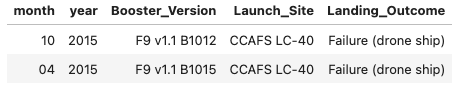 month year Booster_Version Launch_Site Landing_Outcome
10 2015 F9 v1.1 B1012 CCAFS LC-40 Failure (drone ship)
04 2015 F9 v1.1 B1015 CCAFS LC-40 Failure (drone ship)